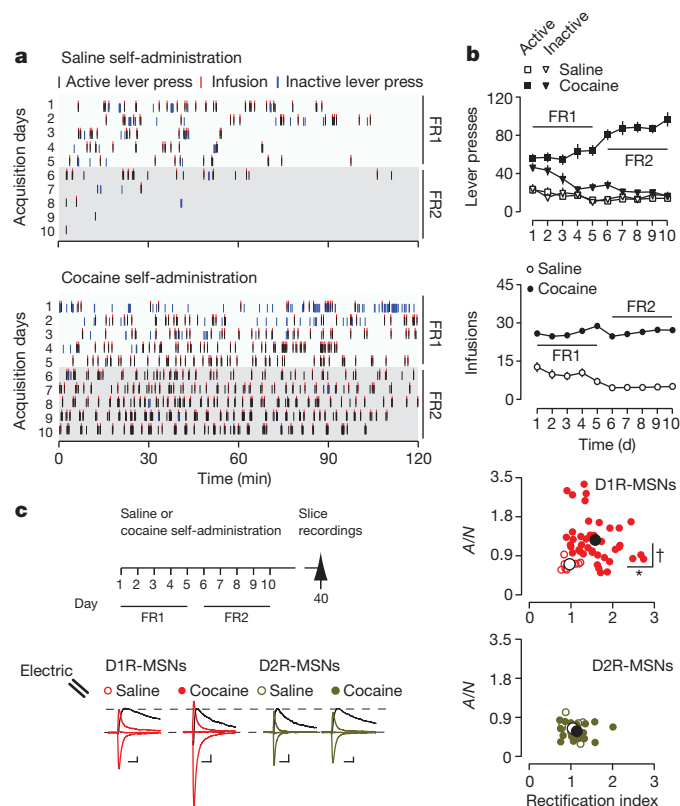 a
Saline self-administration
Active lever press Infusion Inactive lever press
Acquisition days
1
2
3
4
5
6
7
8
9
10
FR1
FR2
Cocaine self-administration
Acquisition days
1
2
3
4
5
6
7
8
9
10
FR1
FR2
0 30 60 90 120
Time (min)
b
Active
Inactive
Saline
Cocaine
Lever presses
120
80
40
0
FR1
FR2
1 2 3 4 5 6 7 8 9 10
Saline
Cocaine
Infusions
45
30
15
0
FR2
FR1
1 2 3 4 5 6 7 8 9 10
Time (d)
c
Saline or
cocaine self-administration
Slice
recordings
1 2 3 4 5 6 7 8 9 10
40
Day
FR1 FR2
Electric
D1R-MSNs D2R-MSNs
Saline Cocaine Saline Cocaine
D1R-MSNs
A/N
3.5
1.8
0.9
0
†
*
0 1 2 3
D2R-MSNs
A/N
3.5
1.8
0.9
0
0 1 2 3
Rectification index